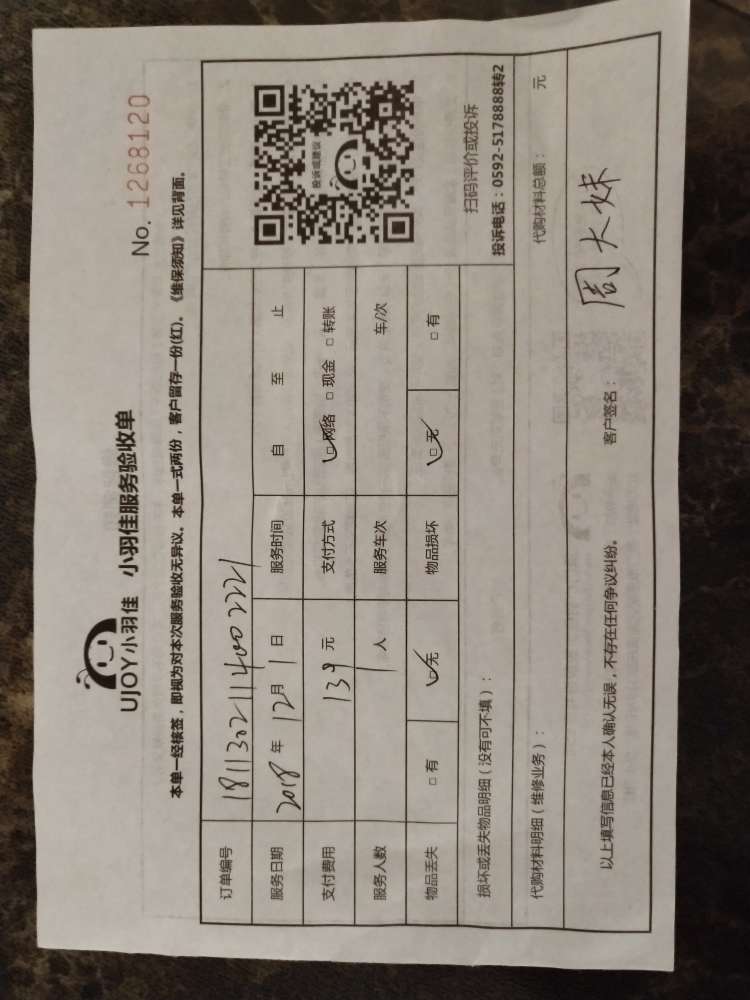 UJOY小羽佳 小羽佳服务验收单
No. 1268120
本单一经核签，即视为对本次服务验收无异议。本单一式两份，客户留存一份(红)。《维保须知》详见背面。
订单编号 1811302114002221
服务日期 2018 年 12 月 1 日 服务时间 自 至 止
支付费用 139 元 支付方式 ☑网络 □现金 □转账
服务人数 1 人 服务车次 车/次
物品丢失 □有 ☑无 物品损坏 ☑无 □有
投诉或建议
扫码评价或投诉
投诉电话：0592-5178888转2
损坏或丢失物品明细（没有可不填）：
代购材料明细（维修业务）： 代购材料总额： 元
以上填写信息已经本人确认无误，不存在任何争议纠纷。 客户签名： 周大妹